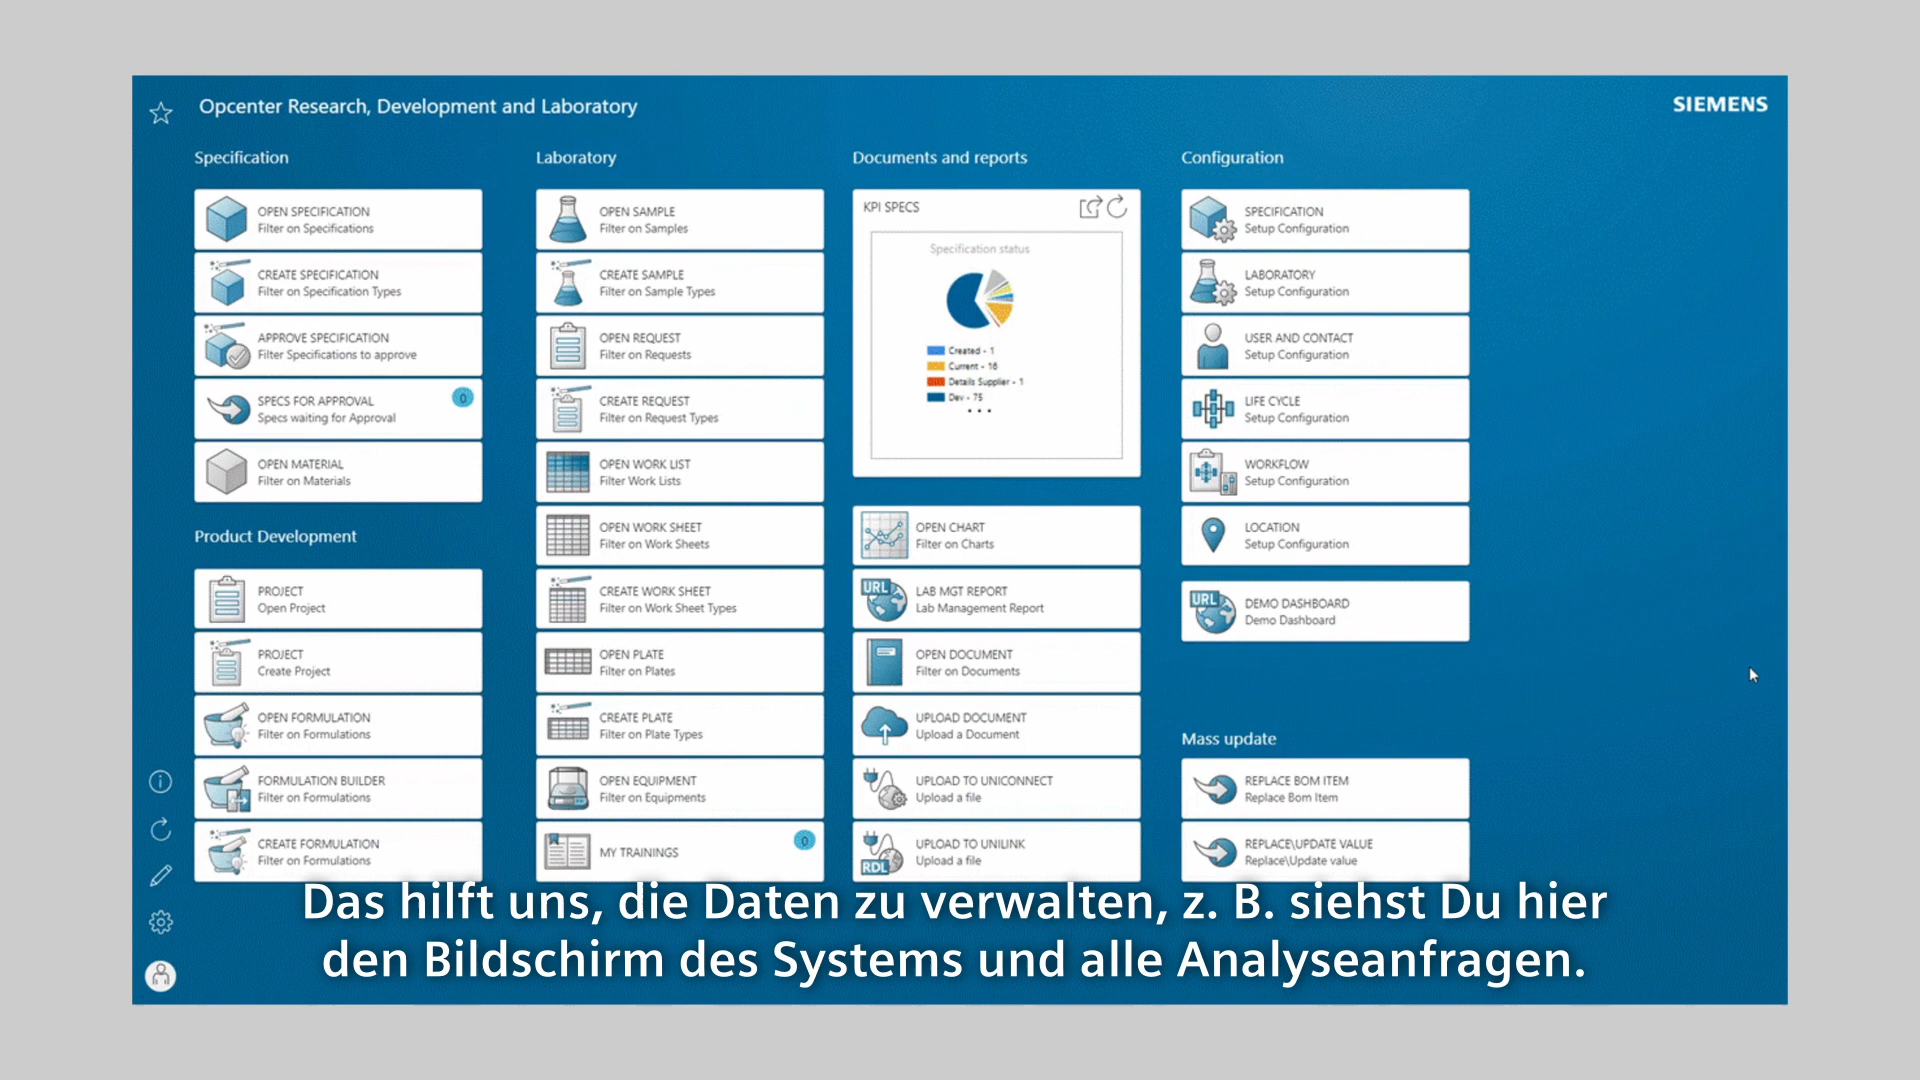 Opcenter Research, Development and Laboratory
SIEMENS
Specification
OPEN SPECIFICATION
Filter on Specifications
CREATE SPECIFICATION
Filter on Specification Types
APPROVE SPECIFICATION
Filter Specifications to approve
SPECS FOR APPROVAL
Specs waiting for Approval
0
OPEN MATERIAL
Filter on Materials
Product Development
PROJECT
Open Project
PROJECT
Create Project
OPEN FORMULATION
Filter on Formulations
FORMULATION BUILDER
Filter on Formulations
CREATE FORMULATION
Filter on Formulations
Laboratory
OPEN SAMPLE
Filter on Samples
CREATE SAMPLE
Filter on Sample Types
OPEN REQUEST
Filter on Requests
CREATE REQUEST
Filter on Request Types
OPEN WORK LIST
Filter Work Lists
OPEN WORK SHEET
Filter on Work Sheets
CREATE WORK SHEET
Filter on Work Sheet Types
OPEN PLATE
Filter on Plates
CREATE PLATE
Filter on Plate Types
OPEN EQUIPMENT
Filter on Equipments
MY TRAININGS
0
Documents and reports
KPI SPECS
Specification status
Created - 1
Current - 16
Details Supplier - 1
Dev - 75
OPEN CHART
Filter on Charts
URL
LAB MGT REPORT
Lab Management Report
OPEN DOCUMENT
Filter on Documents
UPLOAD DOCUMENT
Upload a Document
UPLOAD TO UNICONNECT
Upload a file
RDL
UPLOAD TO UNILINK
Upload a file
Configuration
SPECIFICATION
Setup Configuration
LABORATORY
Setup Configuration
USER AND CONTACT
Setup Configuration
LIFE CYCLE
Setup Configuration
WORKFLOW
Setup Configuration
LOCATION
Setup Configuration
URL
DEMO DASHBOARD
Demo Dashboard
Mass update
REPLACE BOM ITEM
Replace Bom Item
REPLACE\UPDATE VALUE
Replace\Update value
Das hilft uns, die Daten zu verwalten, z. B. siehst Du hier
den Bildschirm des Systems und alle Analyseanfragen.